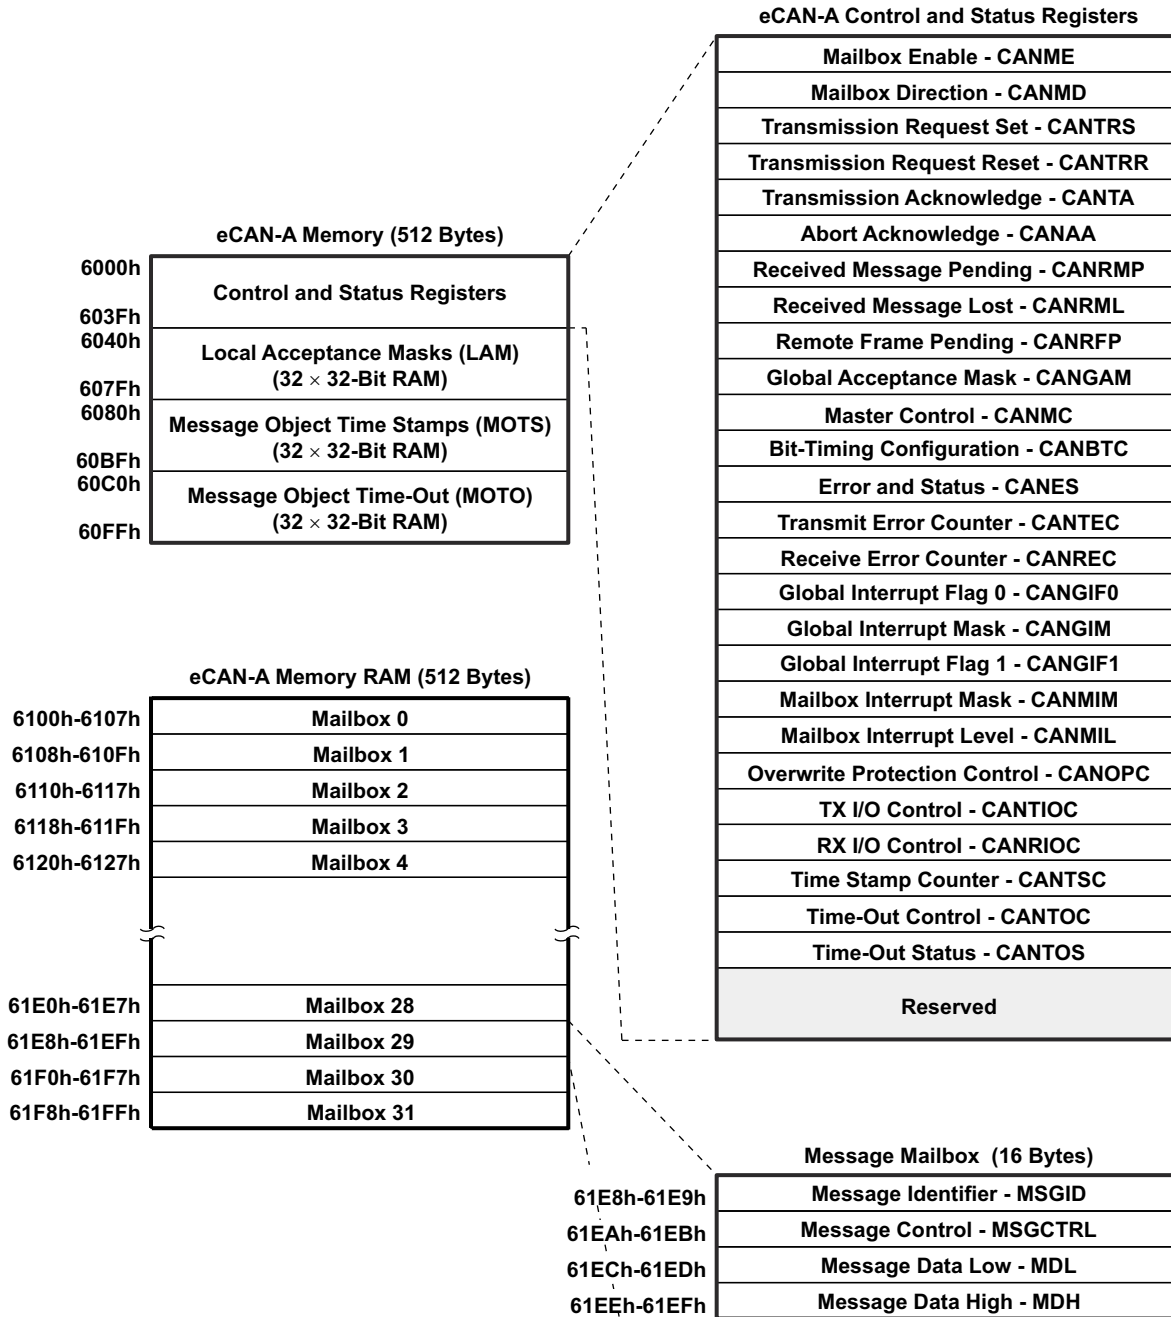 eCAN-A Control and Status Registers
Mailbox Enable - CANME
Mailbox Direction - CANMD
Transmission Request Set - CANTRS
Transmission Request Reset - CANTRR
Transmission Acknowledge - CANTA
Abort Acknowledge - CANAA
Received Message Pending - CANRMP
Received Message Lost - CANRML
Remote Frame Pending - CANRFP
Global Acceptance Mask - CANGAM
Master Control - CANMC
Bit-Timing Configuration - CANBTC
Error and Status - CANES
Transmit Error Counter - CANTEC
Receive Error Counter - CANREC
Global Interrupt Flag 0 - CANGIF0
Global Interrupt Mask - CANGIM
Global Interrupt Flag 1 - CANGIF1
Mailbox Interrupt Mask - CANMIM
Mailbox Interrupt Level - CANMIL
Overwrite Protection Control - CANOPC
TX I/O Control - CANTIOC
RX I/O Control - CANRIOC
Time Stamp Counter - CANTSC
Time-Out Control - CANTOC
Time-Out Status - CANTOS
Reserved
eCAN-A Memory (512 Bytes)
6000h
Control and Status Registers
603Fh
6040h
Local Acceptance Masks (LAM)
(32 × 32-Bit RAM)
607Fh
6080h
Message Object Time Stamps (MOTS)
(32 × 32-Bit RAM)
60BFh
60C0h
Message Object Time-Out (MOTO)
(32 × 32-Bit RAM)
60FFh
eCAN-A Memory RAM (512 Bytes)
6100h-6107h Mailbox 0
6108h-610Fh Mailbox 1
6110h-6117h Mailbox 2
6118h-611Fh Mailbox 3
6120h-6127h Mailbox 4
61E0h-61E7h Mailbox 28
61E8h-61EFh Mailbox 29
61F0h-61F7h Mailbox 30
61F8h-61FFh Mailbox 31
Message Mailbox (16 Bytes)
61E8h-61E9h Message Identifier - MSGID
61EAh-61EBh Message Control - MSGCTRL
61ECh-61EDh Message Data Low - MDL
61EEh-61EFh Message Data High - MDH